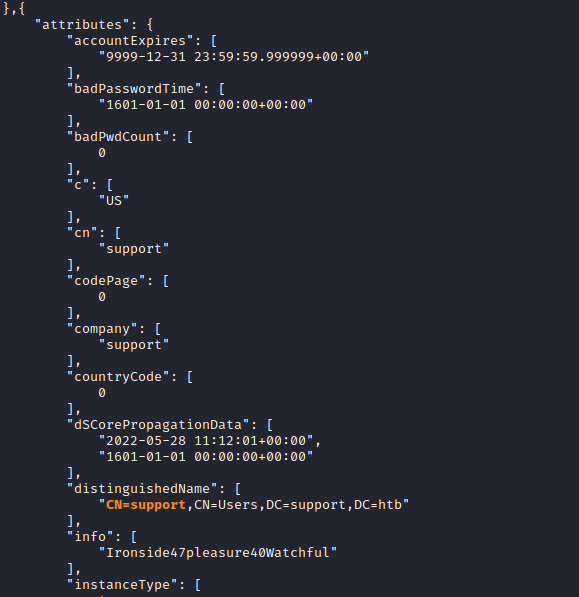 },{
    "attributes": {
        "accountExpires": [
            "9999-12-31 23:59:59.999999+00:00"
        ],
        "badPasswordTime": [
            "1601-01-01 00:00:00+00:00"
        ],
        "badPwdCount": [
            0
        ],
        "c": [
            "US"
        ],
        "cn": [
            "support"
        ],
        "codePage": [
            0
        ],
        "company": [
            "support"
        ],
        "countryCode": [
            0
        ],
        "dSCorePropagationData": [
            "2022-05-28 11:12:01+00:00",
            "1601-01-01 00:00:00+00:00"
        ],
        "distinguishedName": [
            "CN=support,CN=Users,DC=support,DC=htb"
        ],
        "info": [
            "Ironside47pleasure40Watchful"
        ],
        "instanceType": [